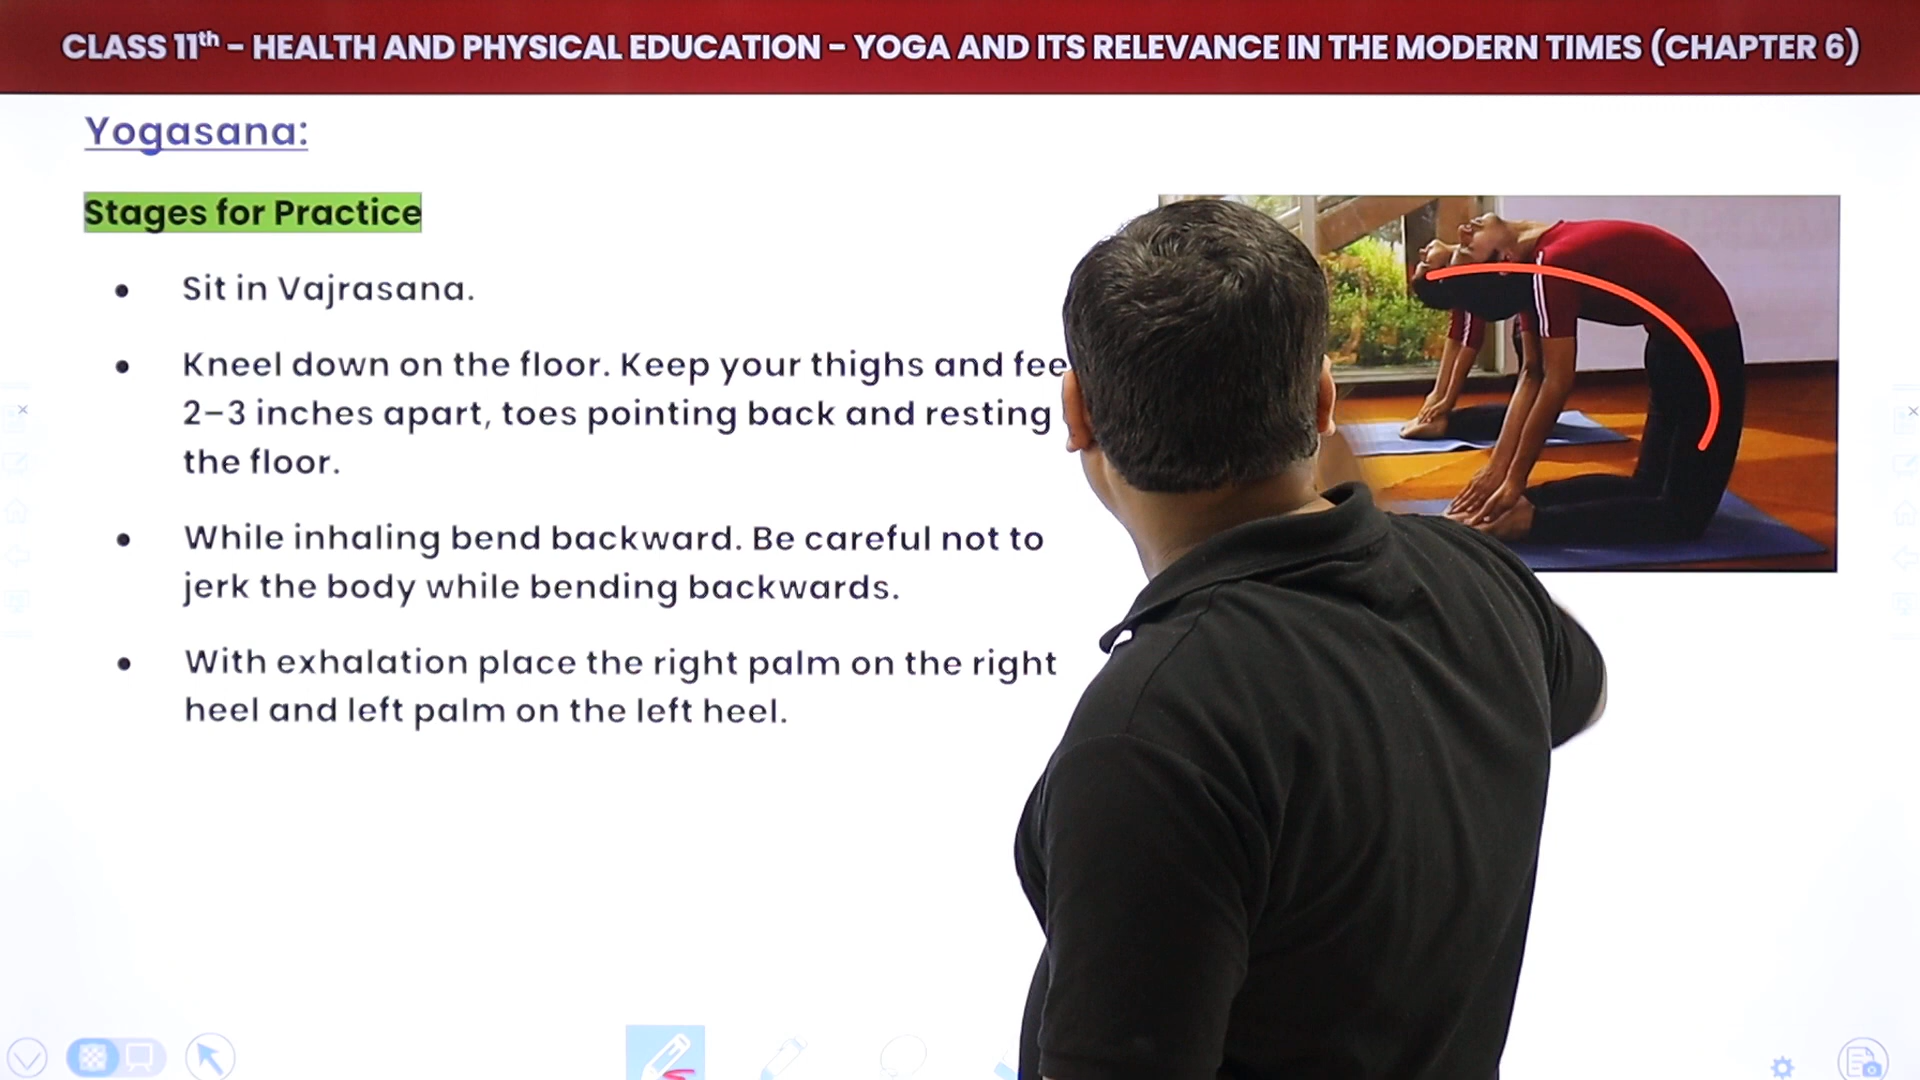 CLASS 11th – HEALTH AND PHYSICAL EDUCATION – YOGA AND ITS RELEVANCE IN THE MODERN TIMES (CHAPTER 6)
Yogasana:
Stages for Practice
• Sit in Vajrasana.
• Kneel down on the floor. Keep your thighs and fee
2–3 inches apart, toes pointing back and resting
the floor.
• While inhaling bend backward. Be careful not to
jerk the body while bending backwards.
• With exhalation place the right palm on the right
heel and left palm on the left heel.